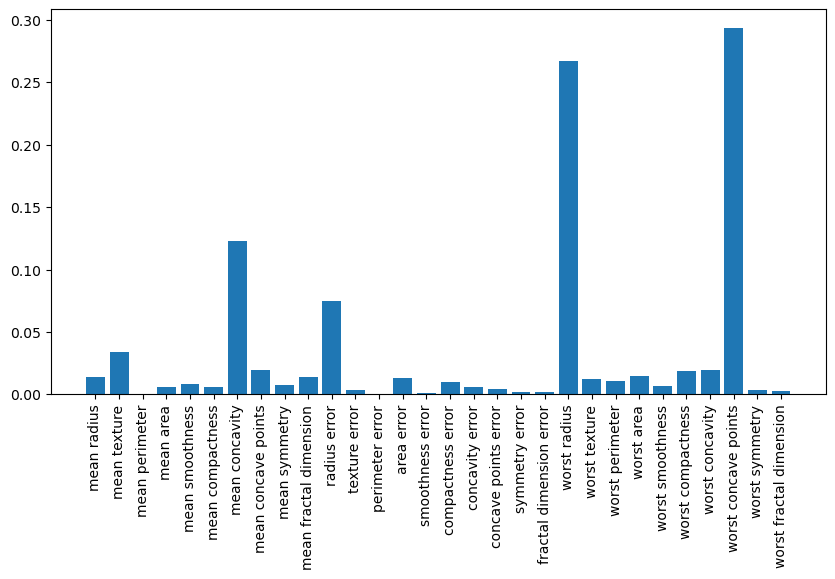 0.30
0.25
0.20
0.15
0.10
0.05
0.00
mean radius
mean texture
mean perimeter
mean area
mean smoothness
mean compactness
mean concavity
mean concave points
mean symmetry
mean fractal dimension
radius error
texture error
perimeter error
area error
smoothness error
compactness error
concavity error
concave points error
symmetry error
fractal dimension error
worst radius
worst texture
worst perimeter
worst area
worst smoothness
worst compactness
worst concavity
worst concave points
worst symmetry
worst fractal dimension